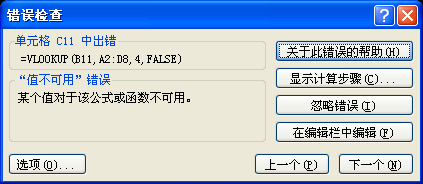 错误检查
单元格 C11 中出错
=VLOOKUP(B11,A2:D8,4,FALSE)
“值不可用”错误
某个值对于该公式或函数不可用。
关于此错误的帮助(H)
显示计算步骤(C)...
忽略错误(I)
在编辑栏中编辑(F)
选项(O)...
上一个(P)
下一个(N)